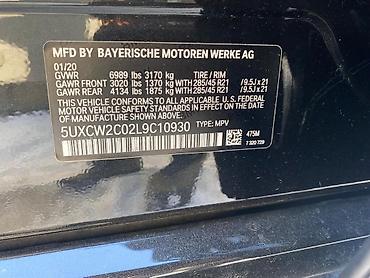 MFD BY BAYERISCHE MOTOREN WERKE AG
01/20
GVWR 6989 lbs 3170 kg TIRE / RIM
GAWR FRONT 3020 lbs 1370 kg - 285/45 R21 /9.5J x 21
GAWR REAR 4134 lbs 1875 kg - 285/45 R21 /9.5J x 21
THIS VEHICLE CONFORMS TO ALL APPLICABLE U.S. FEDERAL
MOTOR VEHICLE SAFETY STANDARDS IN EFFECT ON THE DATE
OF MANUFACTURE SHOWN ABOVE.
5UXCW2C02L9C10930 TYPE: MPV
475M
7 320 729